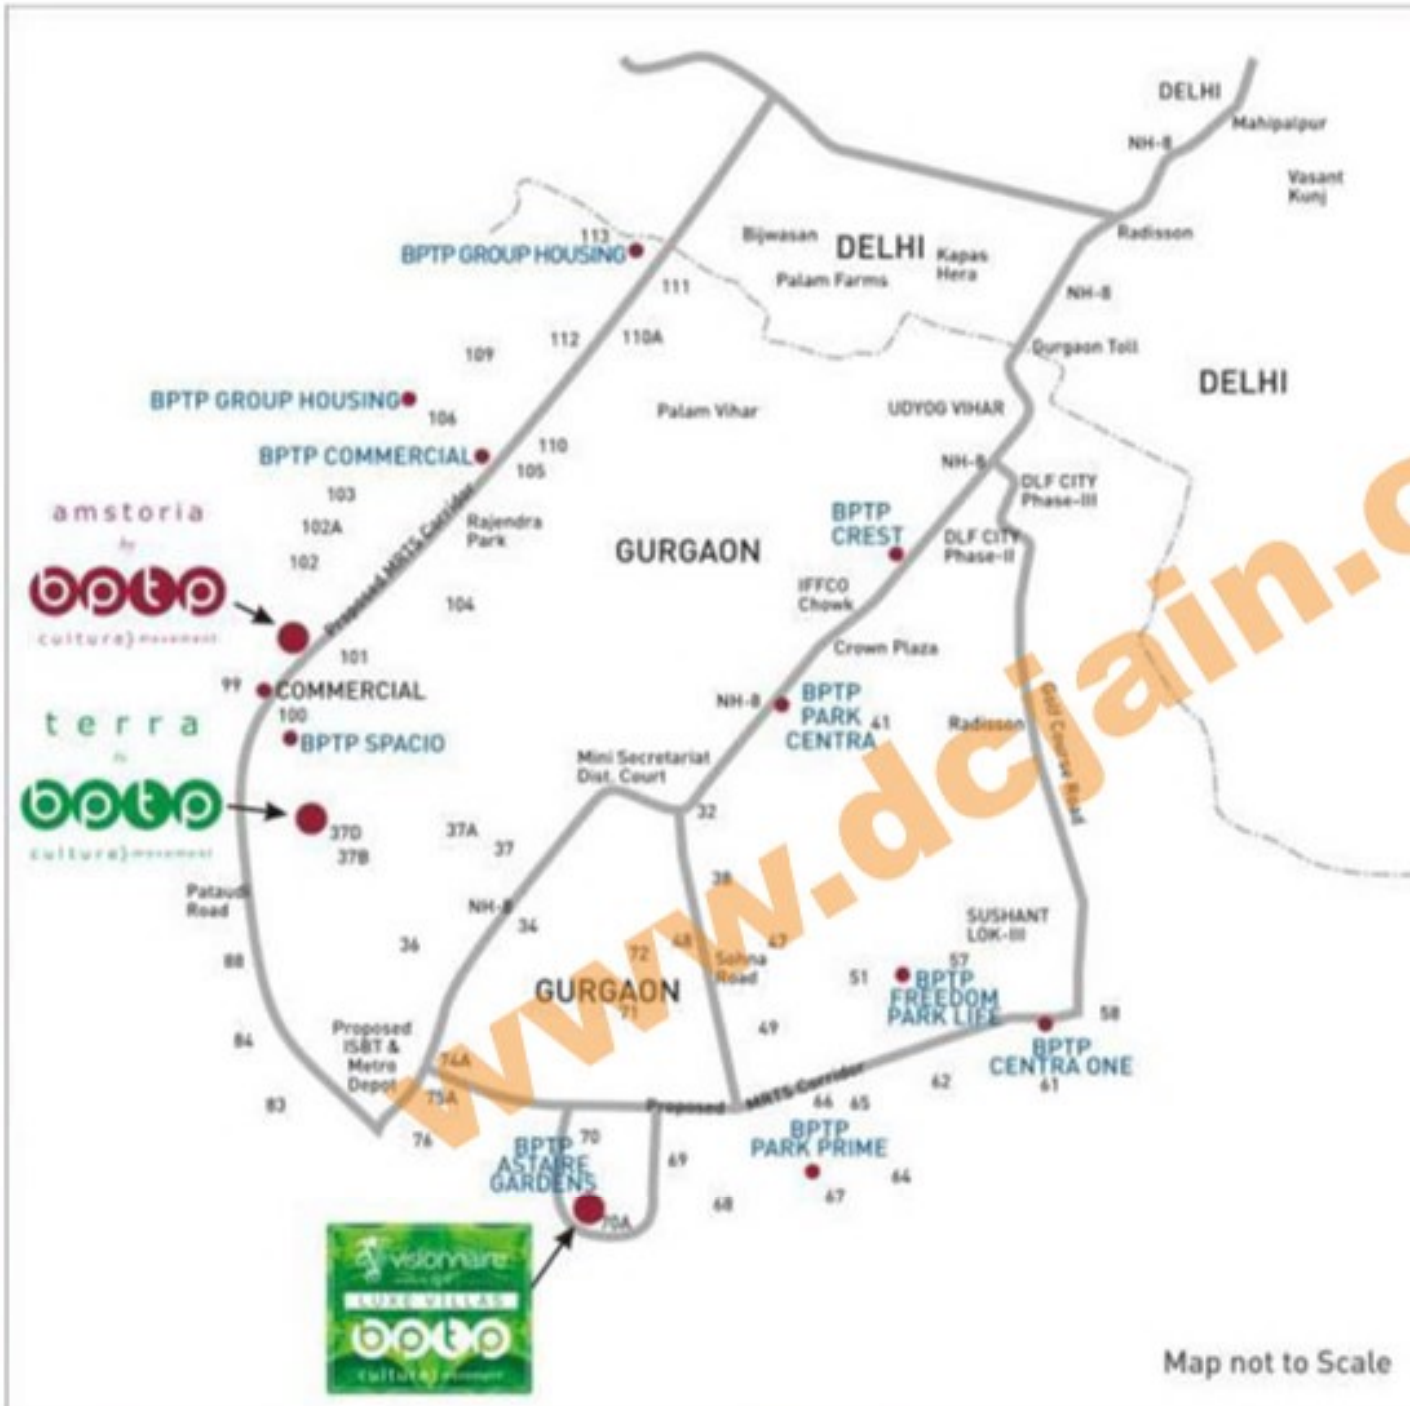 DELHI
Mahipalpur
NH-8
Vasant
Kunj
Radisson
113
BPTP GROUP HOUSING
Bijwasan
DELHI
Kapas
Hera
Palam Farms
111
NH-8
112
110A
109
Gurgaon Toll
DELHI
BPTP GROUP HOUSING
106
Palam Vihar
UDYOG VIHAR
BPTP COMMERCIAL
110
105
NH-8
103
DLF CITY
Phase-III
amstoria
by
bptp
culture}movement
102A
102
Proposed MRTS Corridor
Rajendra
Park
GURGAON
BPTP
CREST
DLF CITY
Phase-II
IFFCO
Chowk
104
101
Crown Plaza
99
COMMERCIAL
100
BPTP SPACIO
NH-8
BPTP
PARK
CENTRA
41
Radisson
Golf Course Road
terra
by
bptp
culture}movement
Mini Secretariat
Dist. Court
32
37D
37B
37A
37
38
Pataudi
Road
NH-8
34
36
88
72
48
47
Sohna
Road
SUSHANT
LOK-III
57
51
BPTP
FREEDOM
PARK LIFE
GURGAON
71
49
58
84
Proposed
ISBT &
Metro
Depot
74A
75A
BPTP
CENTRA ONE
61
62
83
76
Proposed MRTS Corridor
66
65
BPTP
PARK PRIME
64
67
70
BPTP
ASTAIRE
GARDENS
69
68
70A
visionnaire
LUXE VILLAS
bptp
culture}movement
www.dcjain.c
Map not to Scale